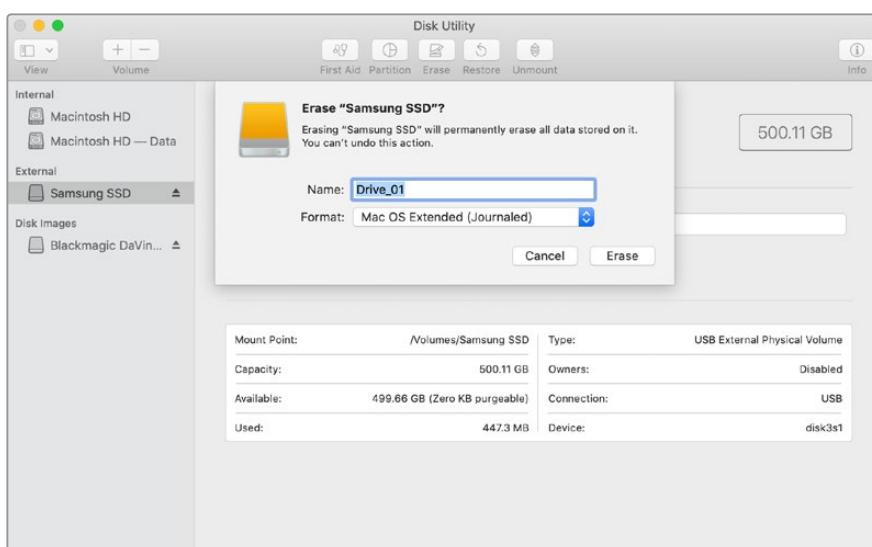 Disk Utility
View
Volume
First Aid
Partition
Erase
Restore
Unmount
Info
Internal
Macintosh HD
Macintosh HD — Data
External
Samsung SSD
Disk Images
Blackmagic DaVin...
Erase “Samsung SSD”?
Erasing “Samsung SSD” will permanently erase all data stored on it.
You can’t undo this action.
Name: Drive_01
Format: Mac OS Extended (Journaled)
Cancel
Erase
500.11 GB
Mount Point: /Volumes/Samsung SSD
Type: USB External Physical Volume
Capacity: 500.11 GB
Owners: Disabled
Available: 499.66 GB (Zero KB purgeable)
Connection: USB
Used: 447.3 MB
Device: disk3s1